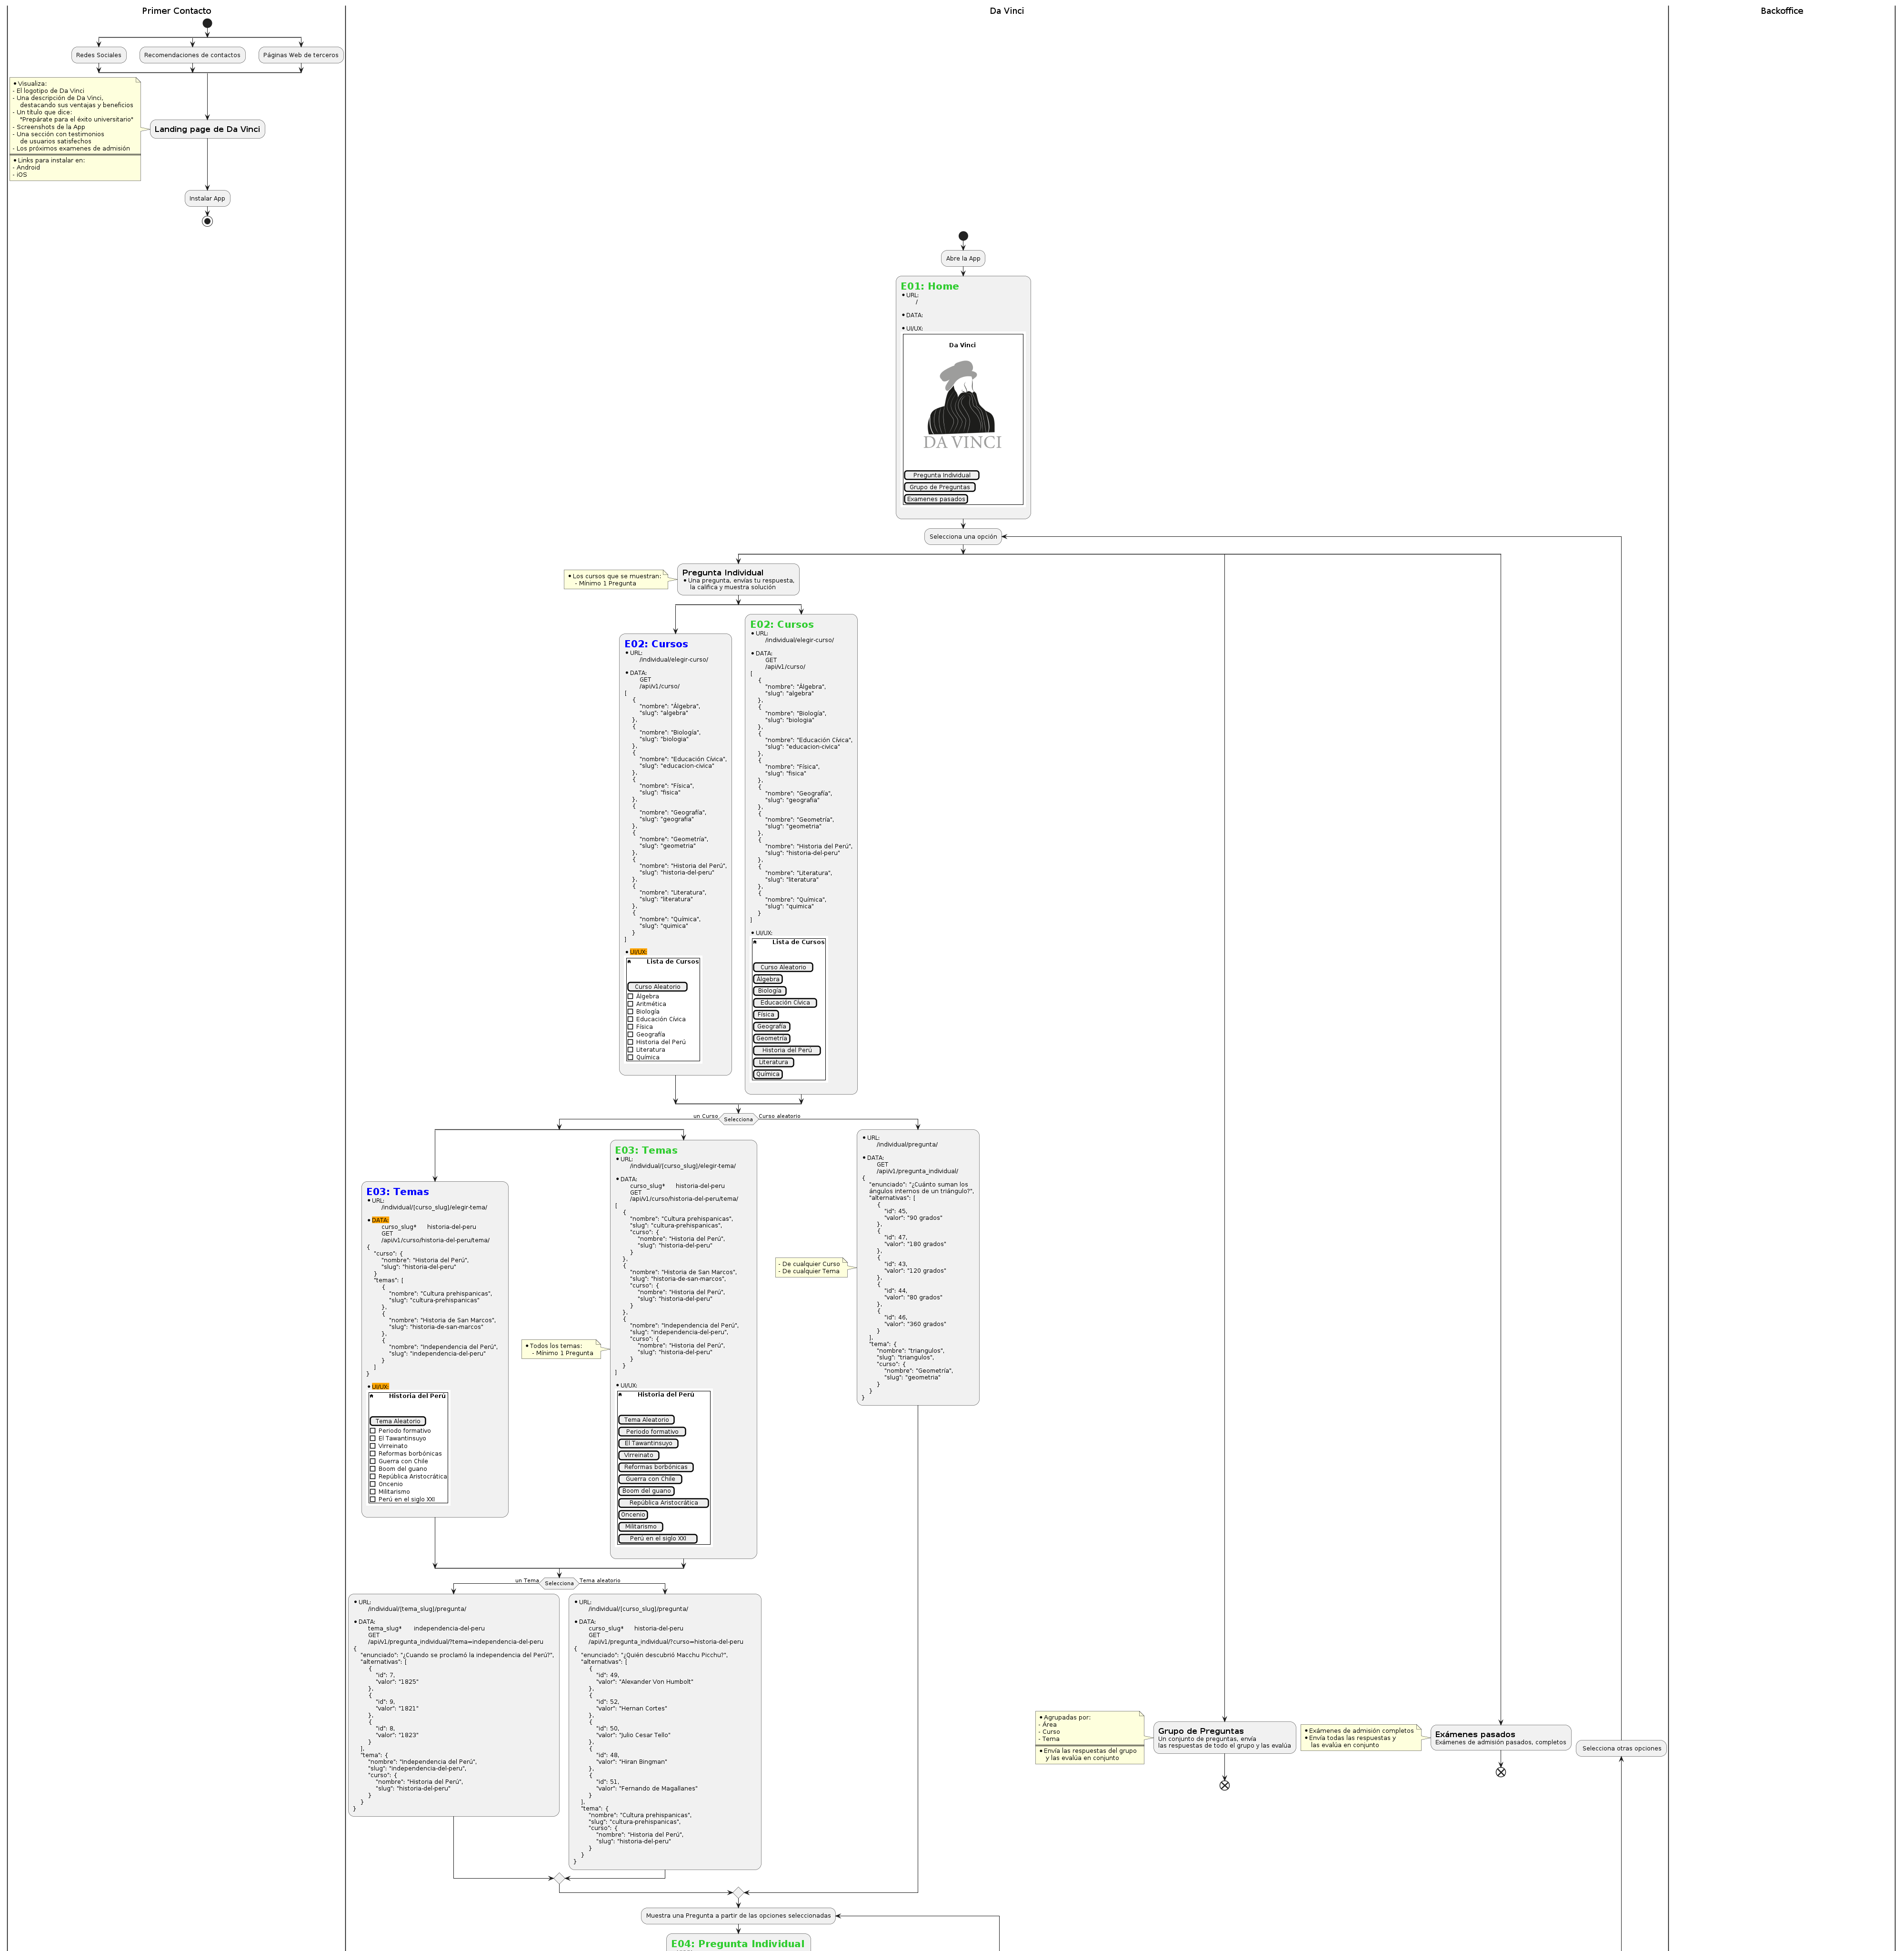 Primer Contacto
Da Vinci
Backoffice
Redes Sociales
Recomendaciones de contactos
Páginas Web de terceros
Visualiza:
- El logotipo de Da Vinci
- Una descripción de Da Vinci,
destacando sus ventajas y beneficios
- Un título que dice:
"Prepárate para el éxito universitario"
- Screenshots de la App
- Una sección con testimonios
de usuarios satisfechos
- Los próximos examenes de admisión
Links para instalar en:
- Android
- iOS
Landing page de Da Vinci
Instalar App
Abre la App
E01: Home
URL:
/
DATA:
UI/UX:
Da Vinci
DA VINCI
Pregunta Individual
Grupo de Preguntas
Examenes pasados
Selecciona una opción
Los cursos que se muestran:
- Mínimo 1 Pregunta
Pregunta Individual
Una pregunta, envías tu respuesta,
la califica y muestra solución
E02: Cursos
URL:
/individual/elegir-curso/
DATA:
GET
/api/v1/curso/
[
{
"nombre": "Álgebra",
"slug": "algebra"
},
{
"nombre": "Biología",
"slug": "biologia"
},
{
"nombre": "Educación Cívica",
"slug": "educacion-civica"
},
{
"nombre": "Física",
"slug": "fisica"
},
{
"nombre": "Geografía",
"slug": "geografia"
},
{
"nombre": "Geometría",
"slug": "geometria"
},
{
"nombre": "Historia del Perú",
"slug": "historia-del-peru"
},
{
"nombre": "Literatura",
"slug": "literatura"
},
{
"nombre": "Química",
"slug": "quimica"
}
]
UI/UX:
Lista de Cursos
Curso Aleatorio
Álgebra
Aritmética
Biología
Educación Cívica
Física
Geografía
Historia del Perú
Literatura
Química
E02: Cursos
URL:
/individual/elegir-curso/
DATA:
GET
/api/v1/curso/
[
{
"nombre": "Álgebra",
"slug": "algebra"
},
{
"nombre": "Biología",
"slug": "biologia"
},
{
"nombre": "Educación Cívica",
"slug": "educacion-civica"
},
{
"nombre": "Física",
"slug": "fisica"
},
{
"nombre": "Geografía",
"slug": "geografia"
},
{
"nombre": "Geometría",
"slug": "geometria"
},
{
"nombre": "Historia del Perú",
"slug": "historia-del-peru"
},
{
"nombre": "Literatura",
"slug": "literatura"
},
{
"nombre": "Química",
"slug": "quimica"
}
]
UI/UX:
Lista de Cursos
Curso Aleatorio
Álgebra
Biología
Educación Cívica
Física
Geografía
Geometría
Historia del Perú
Literatura
Química
un Curso
Selecciona
Curso aleatorio
E03: Temas
URL:
/individual/[curso_slug]/elegir-tema/
DATA:
curso_slug* historia-del-peru
GET
/api/v1/curso/historia-del-peru/tema/
{
"curso": {
"nombre": "Historia del Perú",
"slug": "historia-del-peru"
}
"temas": [
{
"nombre": "Cultura prehispanicas",
"slug": "cultura-prehispanicas"
},
{
"nombre": "Historia de San Marcos",
"slug": "historia-de-san-marcos"
},
{
"nombre": "Independencia del Perú",
"slug": "independencia-del-peru"
}
]
}
UI/UX:
Historia del Perú
Tema Aleatorio
Periodo formativo
El Tawantinsuyo
Virreinato
Reformas borbónicas
Guerra con Chile
Boom del guano
República Aristocrática
Oncenio
Militarismo
Perú en el siglo XXI
Todos los temas:
- Mínimo 1 Pregunta
E03: Temas
URL:
/individual/[curso_slug]/elegir-tema/
DATA:
curso_slug* historia-del-peru
GET
/api/v1/curso/historia-del-peru/tema/
[
{
"nombre": "Cultura prehispanicas",
"slug": "cultura-prehispanicas",
"curso": {
"nombre": "Historia del Perú",
"slug": "historia-del-peru"
}
},
{
"nombre": "Historia de San Marcos",
"slug": "historia-de-san-marcos",
"curso": {
"nombre": "Historia del Perú",
"slug": "historia-del-peru"
}
},
{
"nombre": "Independencia del Perú",
"slug": "independencia-del-peru",
"curso": {
"nombre": "Historia del Perú",
"slug": "historia-del-peru"
}
}
]
UI/UX:
Historia del Perú
Tema Aleatorio
Periodo formativo
El Tawantinsuyo
Virreinato
Reformas borbónicas
Guerra con Chile
Boom del guano
República Aristocrática
Oncenio
Militarismo
Perú en el siglo XXI
- De cualquier Curso
- De cualquier Tema
URL:
/individual/pregunta/
DATA:
GET
/api/v1/pregunta_individual/
{
"enunciado": "¿Cuánto suman los
ángulos internos de un triángulo?",
"alternativas": [
{
"id": 45,
"valor": "90 grados"
},
{
"id": 47,
"valor": "180 grados"
},
{
"id": 43,
"valor": "120 grados"
},
{
"id": 44,
"valor": "80 grados"
},
{
"id": 46,
"valor": "360 grados"
}
],
"tema": {
"nombre": "triangulos",
"slug": "triangulos",
"curso": {
"nombre": "Geometría",
"slug": "geometria"
}
}
}
un Tema
Selecciona
Tema aleatorio
URL:
/individual/[tema_slug]/pregunta/
DATA:
tema_slug* independencia-del-peru
GET
/api/v1/pregunta_individual/?tema=independencia-del-peru
{
"enunciado": "¿Cuando se proclamó la independencia del Perú?",
"alternativas": [
{
"id": 7,
"valor": "1825"
},
{
"id": 9,
"valor": "1821"
},
{
"id": 8,
"valor": "1823"
}
],
"tema": {
"nombre": "Independencia del Perú",
"slug": "independencia-del-peru",
"curso": {
"nombre": "Historia del Perú",
"slug": "historia-del-peru"
}
}
}
URL:
/individual/[curso_slug]/pregunta/
DATA:
curso_slug* historia-del-peru
GET
/api/v1/pregunta_individual/?curso=historia-del-peru
{
"enunciado": "¿Quién descubrió Macchu Picchu?",
"alternativas": [
{
"id": 49,
"valor": "Alexander Von Humbolt"
},
{
"id": 52,
"valor": "Hernan Cortes"
},
{
"id": 50,
"valor": "Julio Cesar Tello"
},
{
"id": 48,
"valor": "Hiran Bingman"
},
{
"id": 51,
"valor": "Fernando de Magallanes"
}
],
"tema": {
"nombre": "Cultura prehispanicas",
"slug": "cultura-prehispanicas",
"curso": {
"nombre": "Historia del Perú",
"slug": "historia-del-peru"
}
}
}
Agrupadas por:
- Área
- Curso
- Tema
Envía las respuestas del grupo
y las evalúa en conjunto
Grupo de Preguntas
Un conjunto de preguntas, envía
las respuestas de todo el grupo y las evalúa
Exámenes de admisión completos
Envía todas las respuestas y
las evalúa en conjunto
Exámenes pasados
Exámenes de admisión pasados, completos
Selecciona otras opciones
Muestra una Pregunta a partir de las opciones seleccionadas
E04: Pregunta Individual